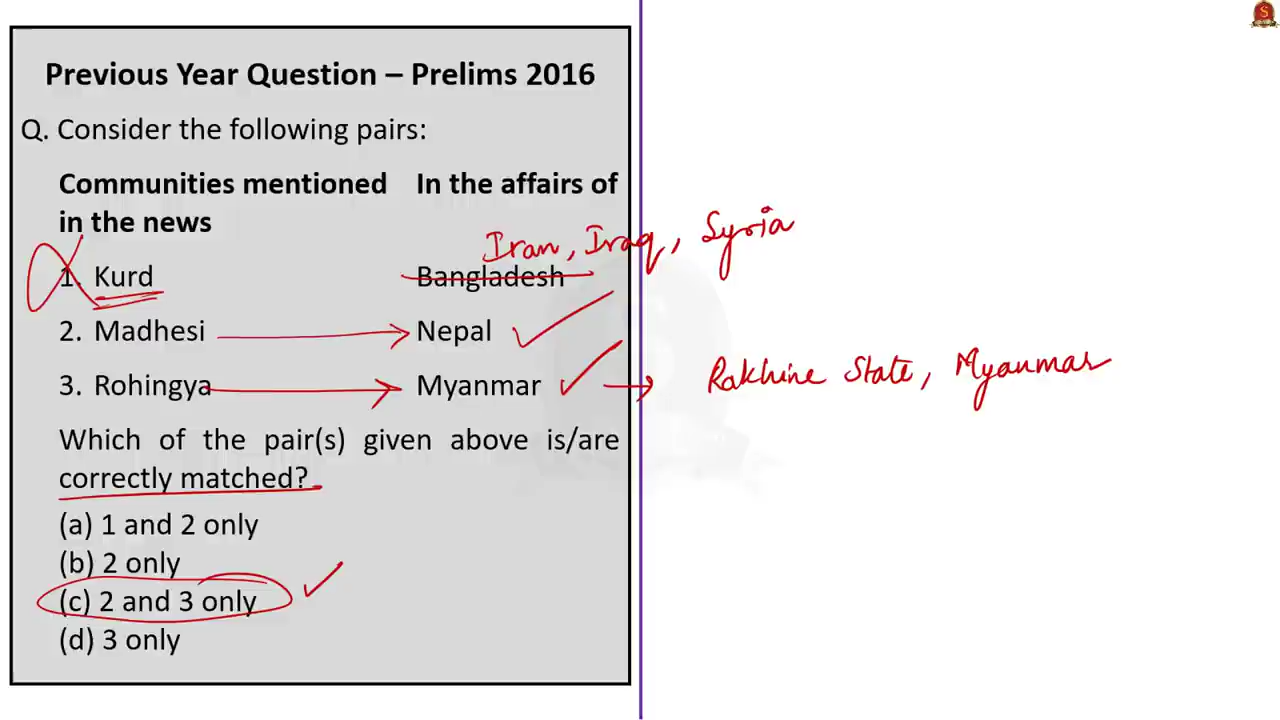 Previous Year Question – Prelims 2016
Q. Consider the following pairs:
Communities mentioned In the affairs of
in the news
Iran, Iraq, Syria
1. Kurd Bangladesh
2. Madhesi Nepal
3. Rohingya Myanmar
Rakhine State, Myanmar
Which of the pair(s) given above is/are
correctly matched?
(a) 1 and 2 only
(b) 2 only
(c) 2 and 3 only
(d) 3 only